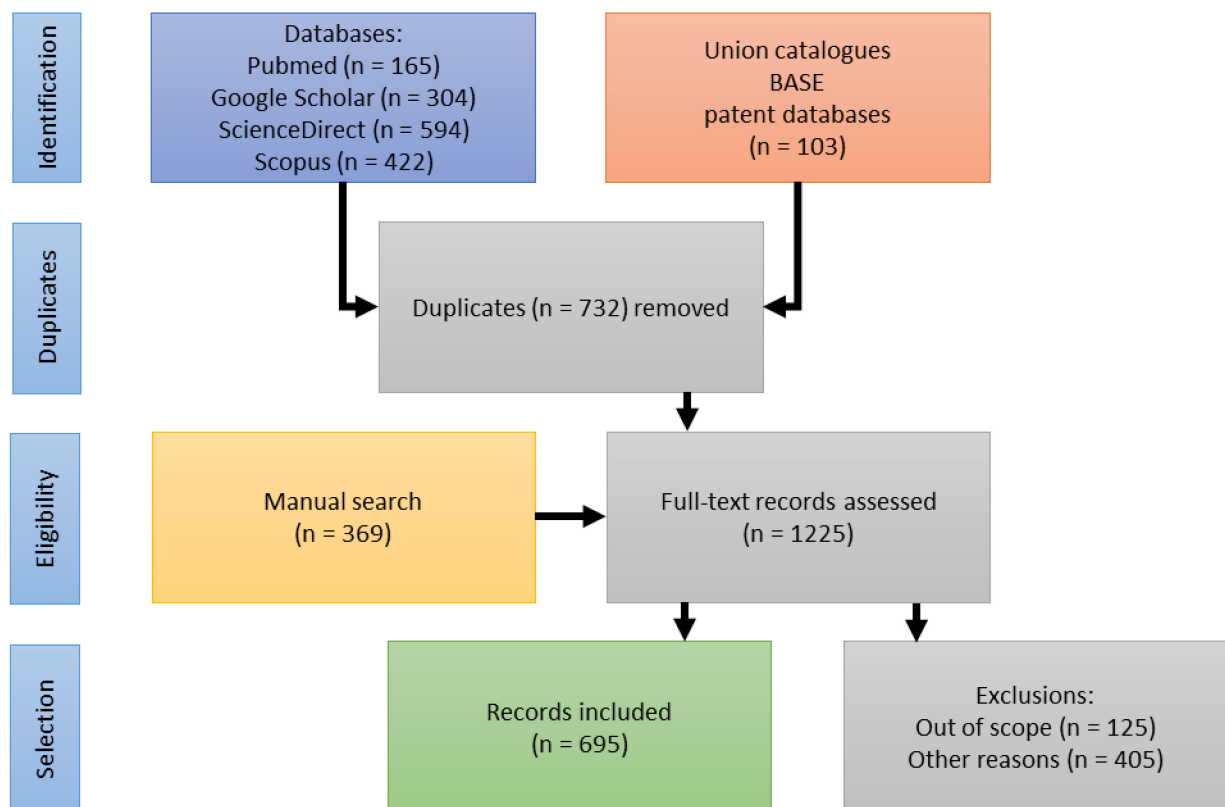 Identification
Databases:
Pubmed (n = 165)
Google Scholar (n = 304)
ScienceDirect (n = 594)
Scopus (n = 422)
Union catalogues
BASE
patent databases
(n = 103)
Duplicates
Duplicates (n = 732) removed
Eligibility
Manual search
(n = 369)
Full-text records assessed
(n = 1225)
Selection
Records included
(n = 695)
Exclusions:
Out of scope (n = 125)
Other reasons (n = 405)